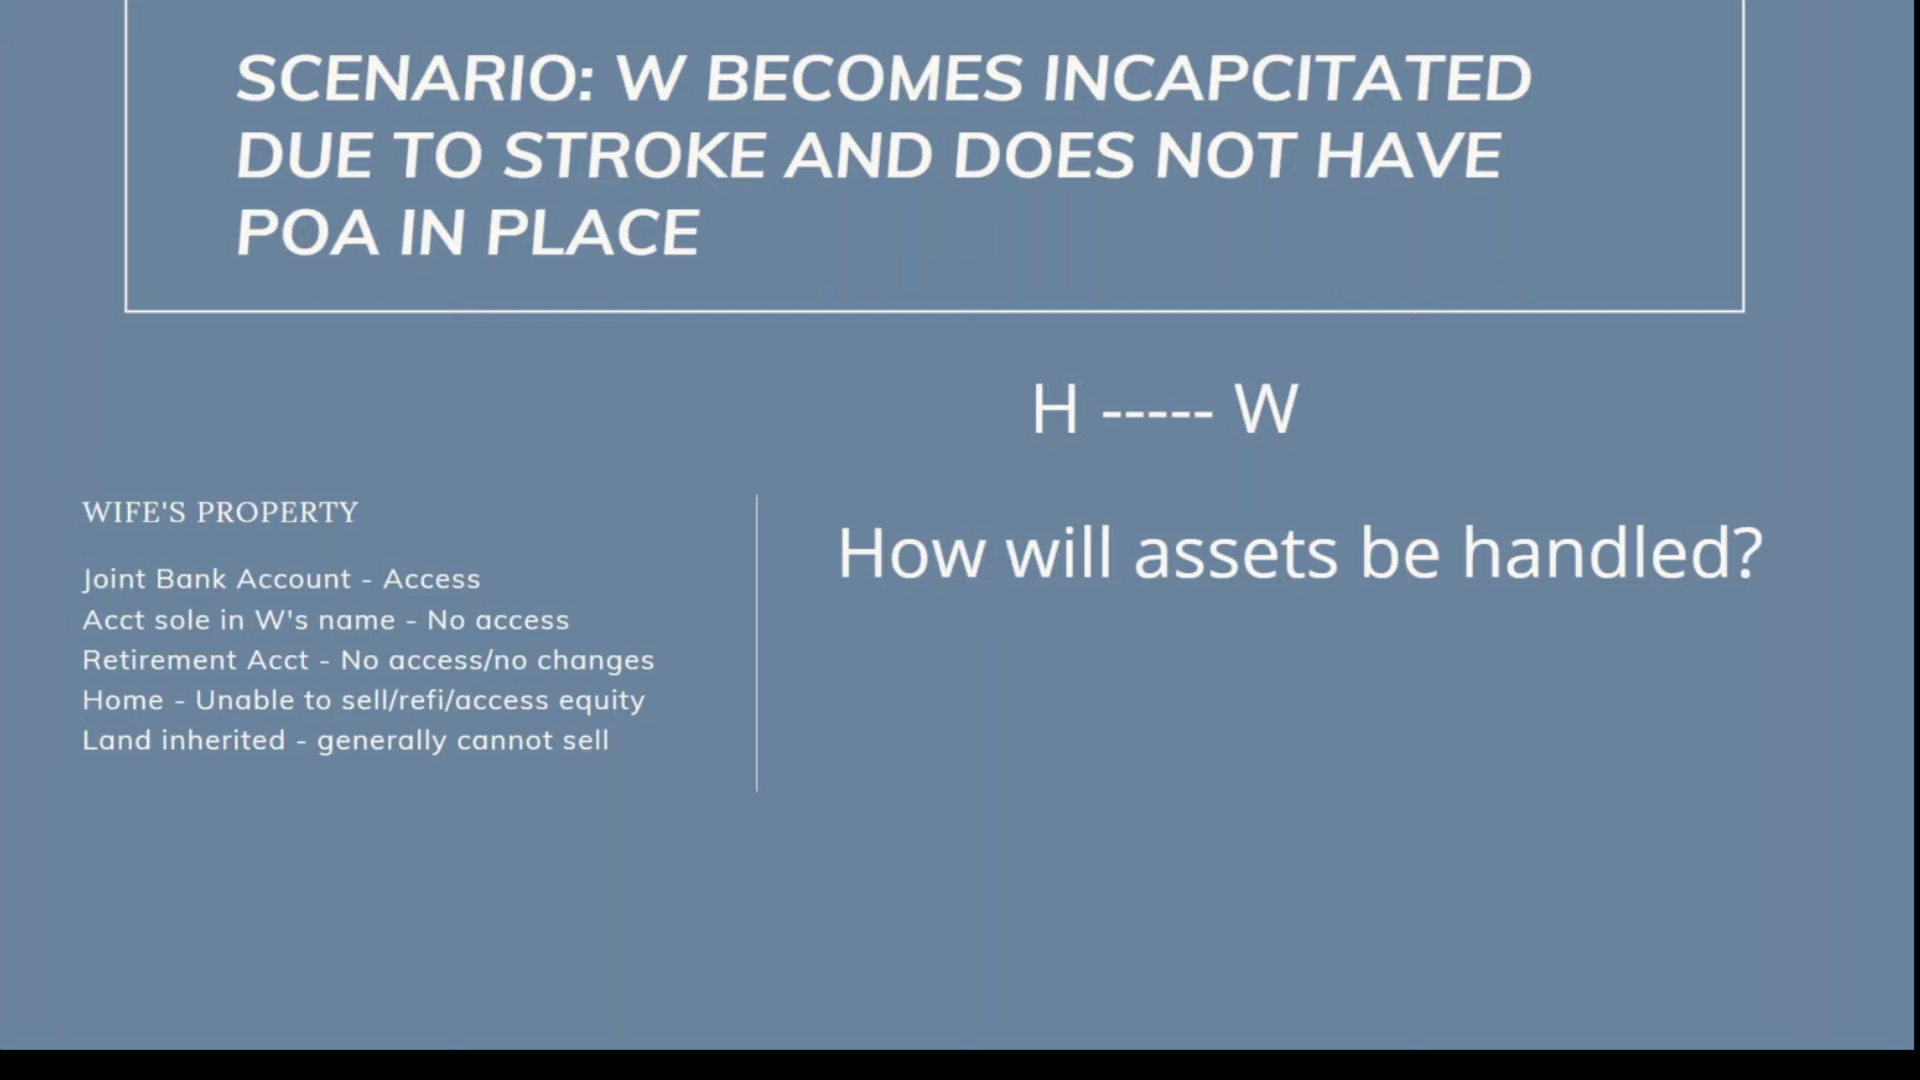 SCENARIO: W BECOMES INCAPCITATED
DUE TO STROKE AND DOES NOT HAVE
POA IN PLACE
H ----- W
WIFE'S PROPERTY
Joint Bank Account - Access
Acct sole in W's name - No access
Retirement Acct - No access/no changes
Home - Unable to sell/refi/access equity
Land inherited - generally cannot sell
How will assets be handled?